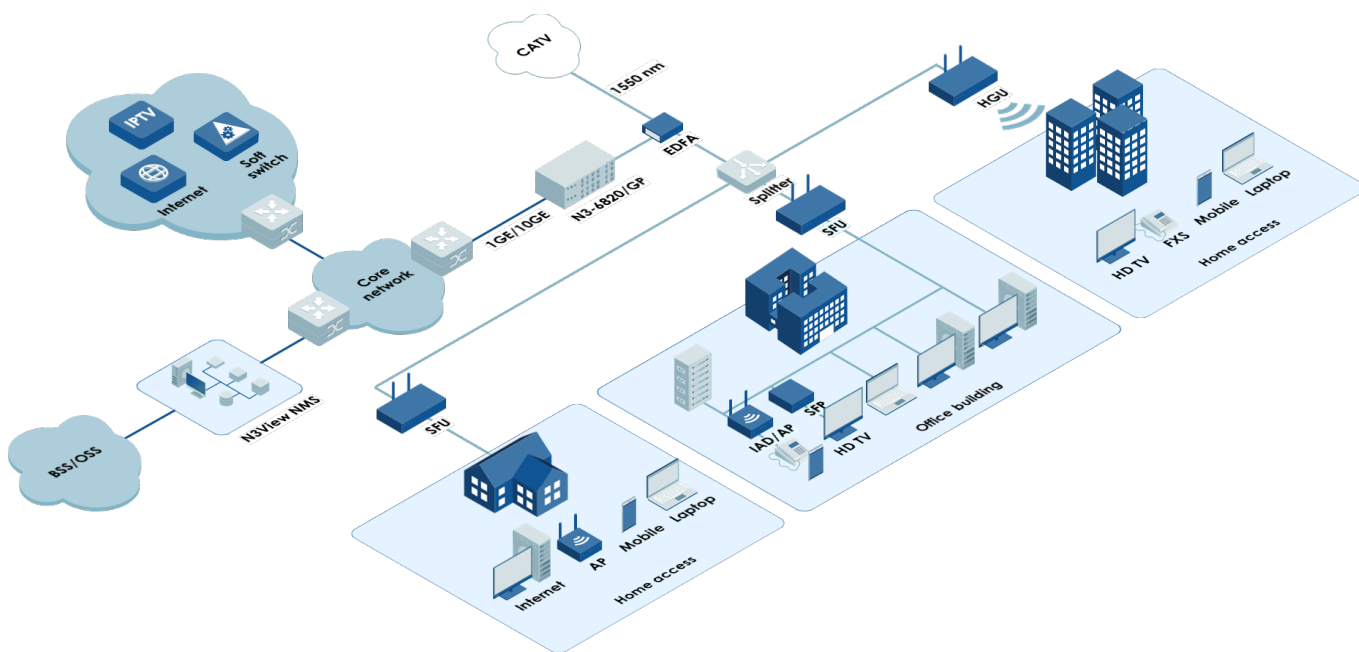 CATV
1550 nm
HGU
IPTV
Soft
switch
Internet
EDFA
N3-6820/GP
1GE/10GE
Splitter
SFU
Core
network
Laptop
Mobile
FXS
HD TV
Home access
N3View NMS
BSS/OSS
SFU
IAD/AP
SFP
HD TV
Office building
Laptop
Mobile
AP
Internet
Home access